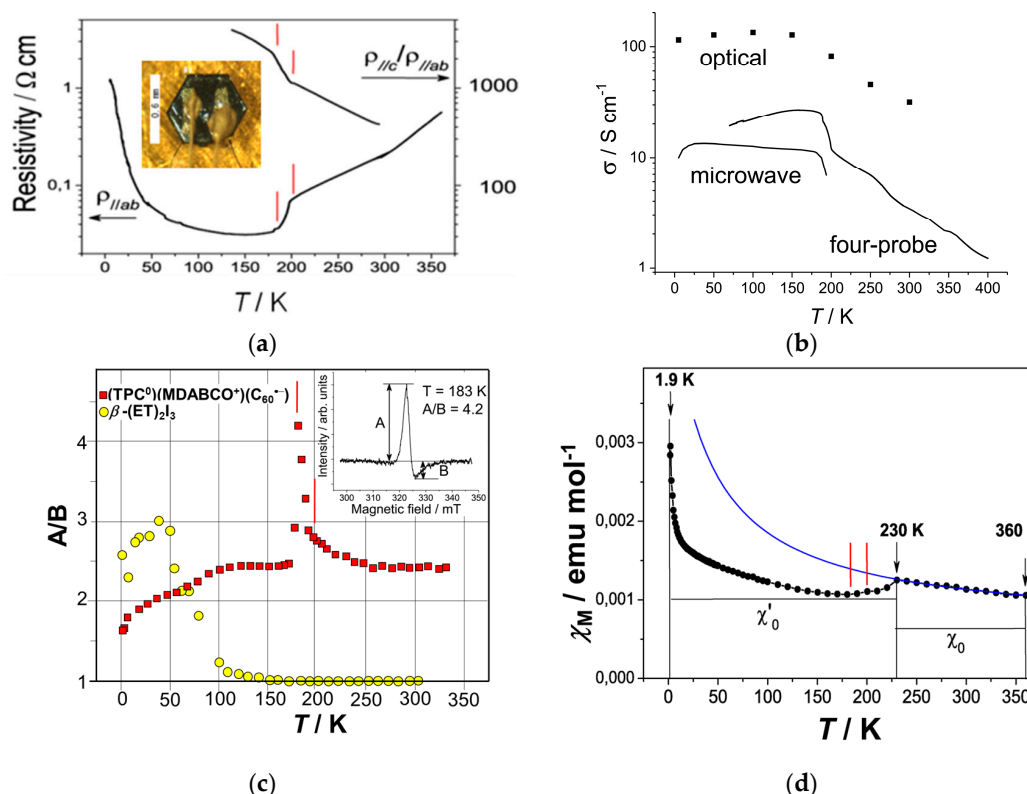 Resistivity / Ω cm
1
0,1
ρ//ab
0.6 mm
ρ//c/ρ//ab
1000
100
0 50 100 150 200 250 300 350
T / K
(a)
σ / S cm-1
100
10
1
optical
microwave
four-probe
0 50 100 150 200 250 300 350 400
T / K
(b)
A/B
4
3
2
1
(TPC0)(MDABCO+)(C60•−)
β-(ET)2I3
Intensity / arb. units
A
B
T = 183 K
A/B = 4.2
300 310 320 330 340 350
Magnetic field / mT
0 50 100 150 200 250 300 350
T / K
(c)
χM / emu mol-1
0,003
0,002
0,001
0,000
1.9 K
230 K
360
χ'0
χ0
0 50 100 150 200 250 300 350
T / K
(d)